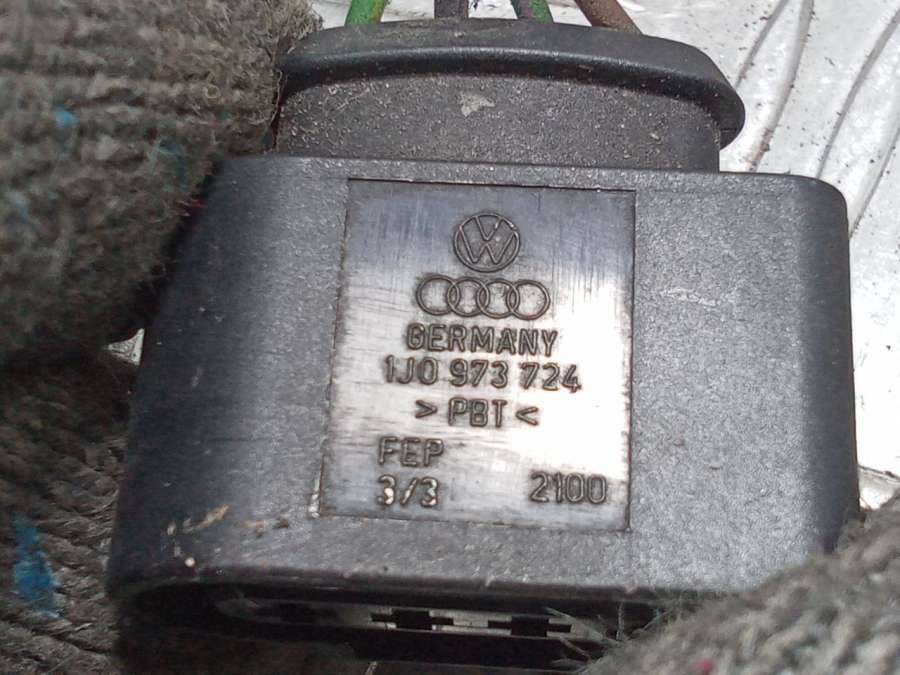 GERMANY
1J0 973 724
> PBT <
FEP
3/3 2100